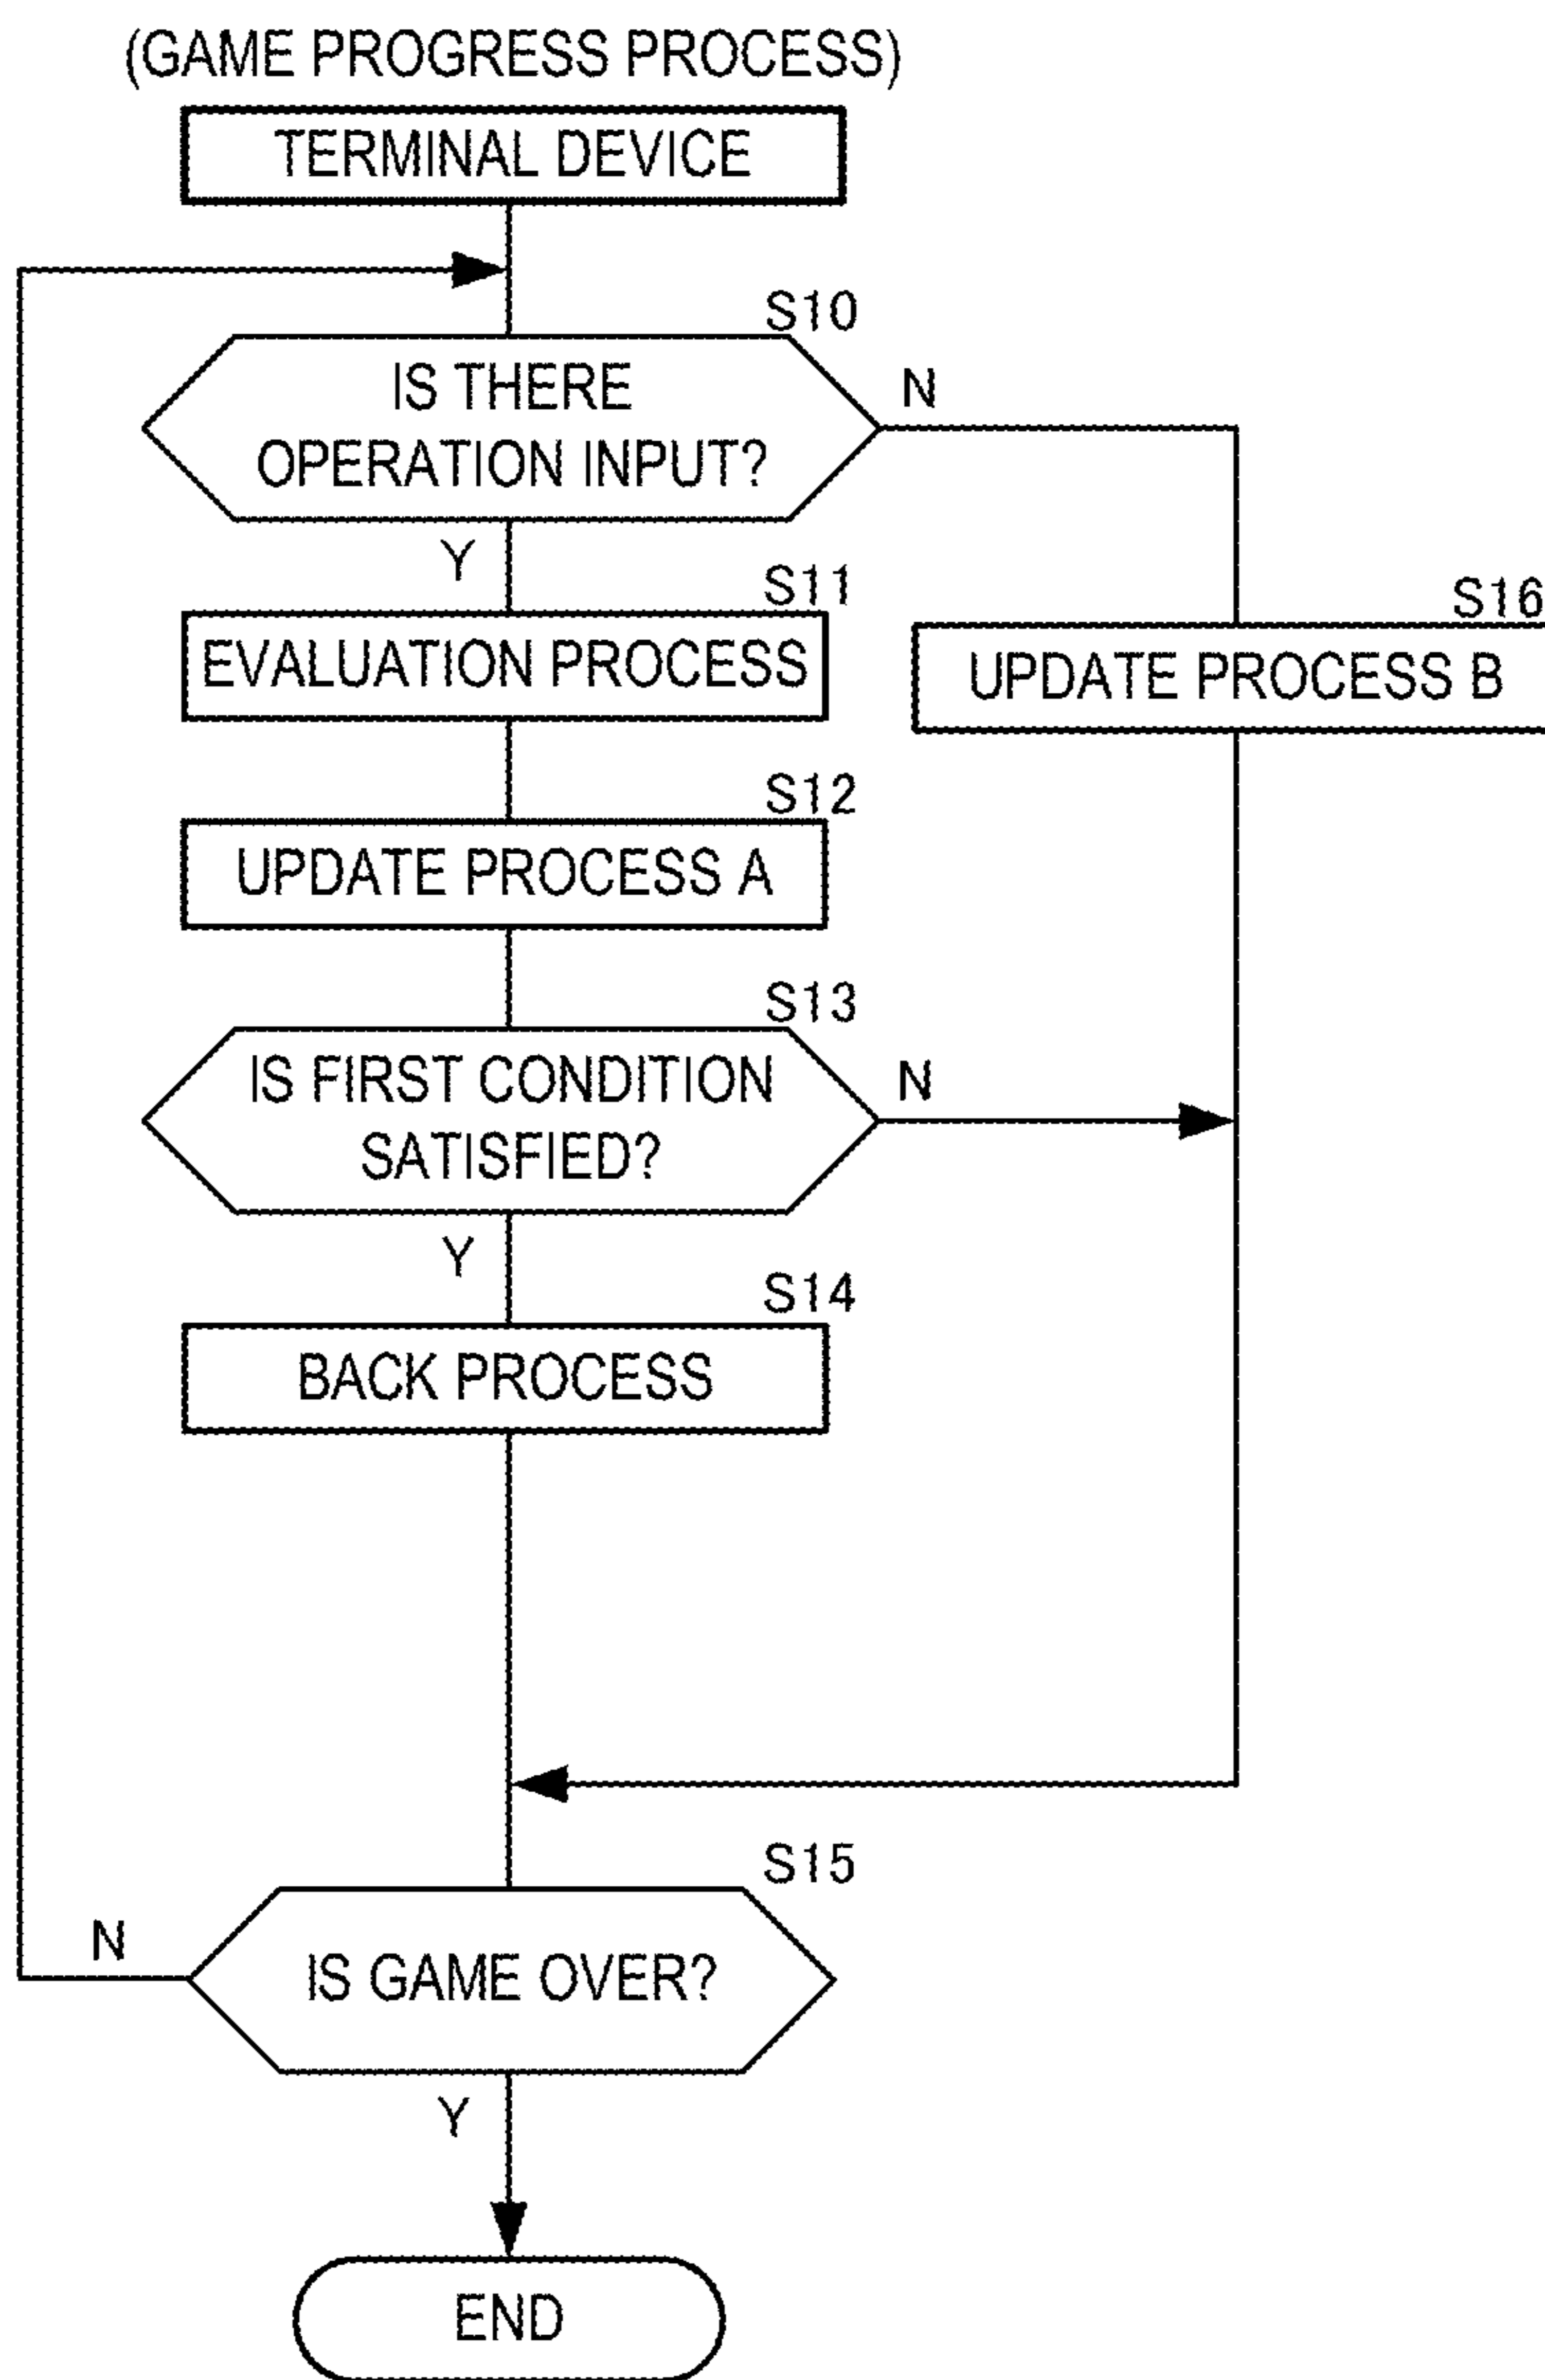 (GAME PROGRESS PROCESS)
TERMINAL DEVICE
S10
IS THERE
OPERATION INPUT?
N
Y
S11
EVALUATION PROCESS
S16
UPDATE PROCESS B
S12
UPDATE PROCESS A
S13
IS FIRST CONDITION
SATISFIED?
N
Y
S14
BACK PROCESS
S15
IS GAME OVER?
N
Y
END